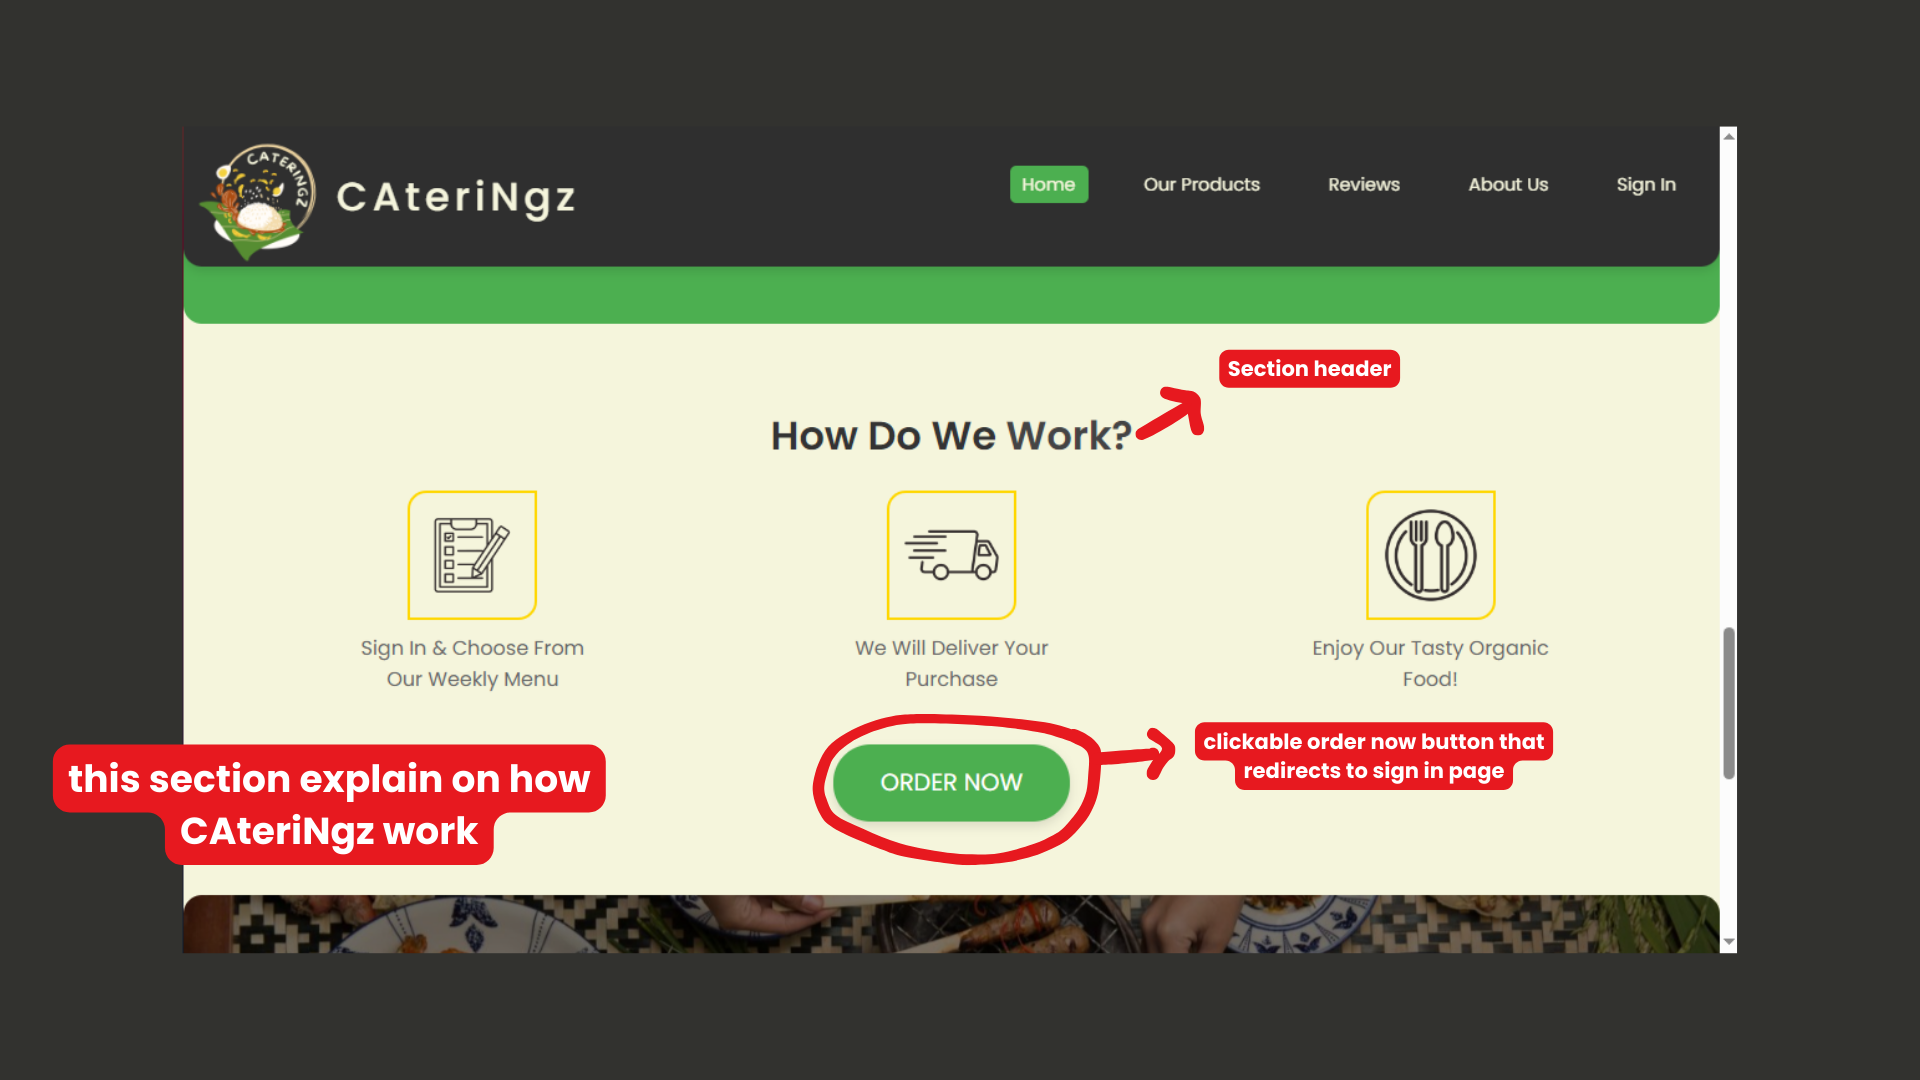 CATERINGZ
CAteriNgz
Home
Our Products
Reviews
About Us
Sign In
Section header
How Do We Work?
Sign In & Choose From
Our Weekly Menu
We Will Deliver Your
Purchase
Enjoy Our Tasty Organic
Food!
this section explain on how
CAteriNgz work
ORDER NOW
clickable order now button that
redirects to sign in page